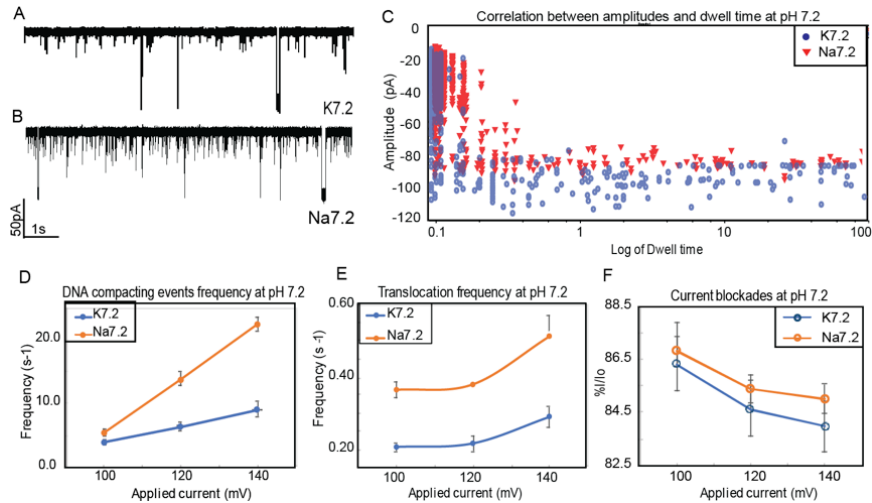 A
K7.2
B
Na7.2
50pA
1s
C
Correlation between amplitudes and dwell time at pH 7.2
K7.2
Na7.2
Amplitude (pA)
0
-20
-40
-60
-80
-100
-120
0.1
1
10
100
Log of Dwell time
D
DNA compacting events frequency at pH 7.2
K7.2
Na7.2
Frequency (s-1)
20.0
10.0
0.0
100
120
140
Applied current (mV)
E
Translocation frequency at pH 7.2
K7.2
Na7.2
Frequency (s -1)
0.60
0.40
0.20
100
120
140
Applied current (mV)
F
Current blockades at pH 7.2
K7.2
Na7.2
%I/Io
88.5
86.5
84.5
82.5
100
120
140
Applied current (mV)